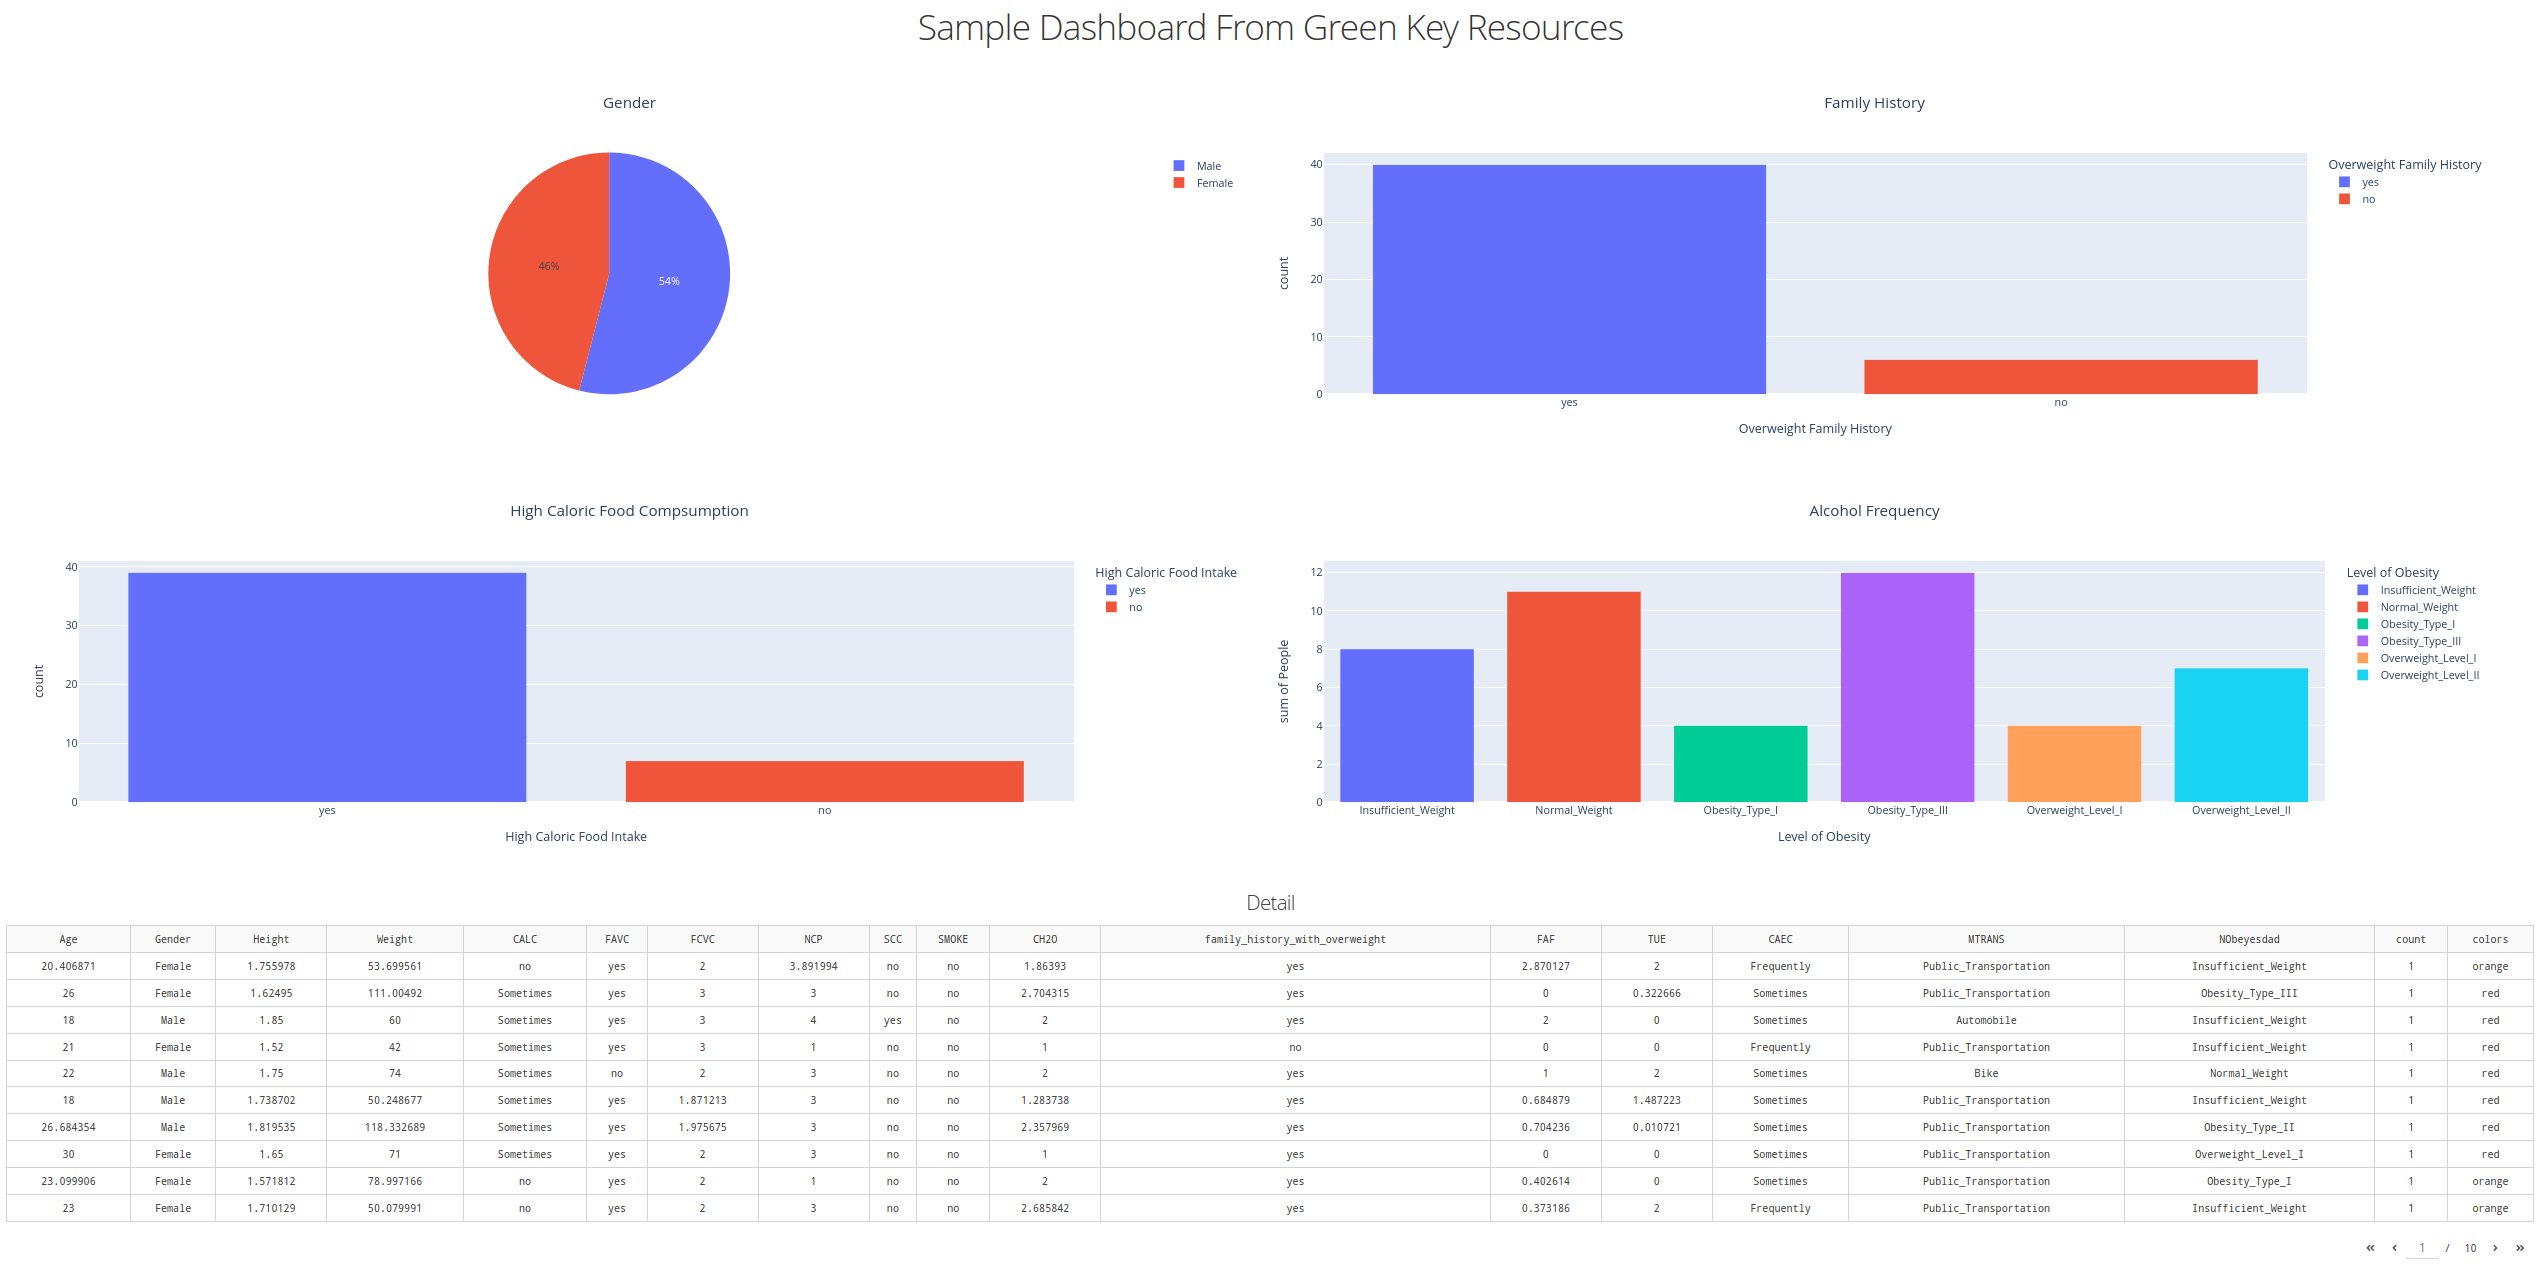 Sample Dashboard From Green Key Resources
Gender
46%
54%
Male
Female
Family History
count
40
30
20
10
0
yes
no
Overweight Family History
Overweight Family History
yes
no
High Caloric Food Compsumption
count
40
30
20
10
0
yes
no
High Caloric Food Intake
High Caloric Food Intake
yes
no
Alcohol Frequency
sum of People
12
10
8
6
4
2
0
Insufficient_Weight
Normal_Weight
Obesity_Type_I
Obesity_Type_III
Overweight_Level_I
Overweight_Level_II
Level of Obesity
Level of Obesity
Insufficient_Weight
Normal_Weight
Obesity_Type_I
Obesity_Type_III
Overweight_Level_I
Overweight_Level_II
Detail
Age Gender Height Weight CALC FAVC FCVC NCP SCC SMOKE CH2O family_history_with_overweight FAF TUE CAEC MTRANS NObeyesdad count colors
20.406871 Female 1.755978 53.699561 no yes 2 3.891994 no no 1.86393 yes 2.870127 2 Frequently Public_Transportation Insufficient_Weight 1 orange
26 Female 1.62495 111.00492 Sometimes yes 3 3 no no 2.704315 yes 0 0.322666 Sometimes Public_Transportation Obesity_Type_III 1 red
18 Male 1.85 60 Sometimes yes 3 4 yes no 2 yes 2 0 Sometimes Automobile Insufficient_Weight 1 red
21 Female 1.52 42 Sometimes yes 3 1 no no 1 no 0 0 Frequently Public_Transportation Insufficient_Weight 1 red
22 Male 1.75 74 Sometimes no 2 3 no no 2 yes 1 2 Sometimes Bike Normal_Weight 1 red
18 Male 1.738702 50.248677 Sometimes yes 1.871213 3 no no 1.283738 yes 0.684879 1.487223 Sometimes Public_Transportation Insufficient_Weight 1 red
26.684354 Male 1.819535 118.332689 Sometimes yes 1.975675 3 no no 2.357969 yes 0.704236 0.010721 Sometimes Public_Transportation Obesity_Type_II 1 red
30 Female 1.65 71 Sometimes yes 2 3 no no 1 yes 0 0 Sometimes Public_Transportation Overweight_Level_I 1 red
23.099906 Female 1.571812 78.997166 no yes 2 1 no no 2 yes 0.402614 0 Sometimes Public_Transportation Obesity_Type_I 1 orange
23 Female 1.710129 50.079991 no yes 2 3 no no 2.685842 yes 0.373186 2 Frequently Public_Transportation Insufficient_Weight 1 orange
« ‹ 1 / 10 › »